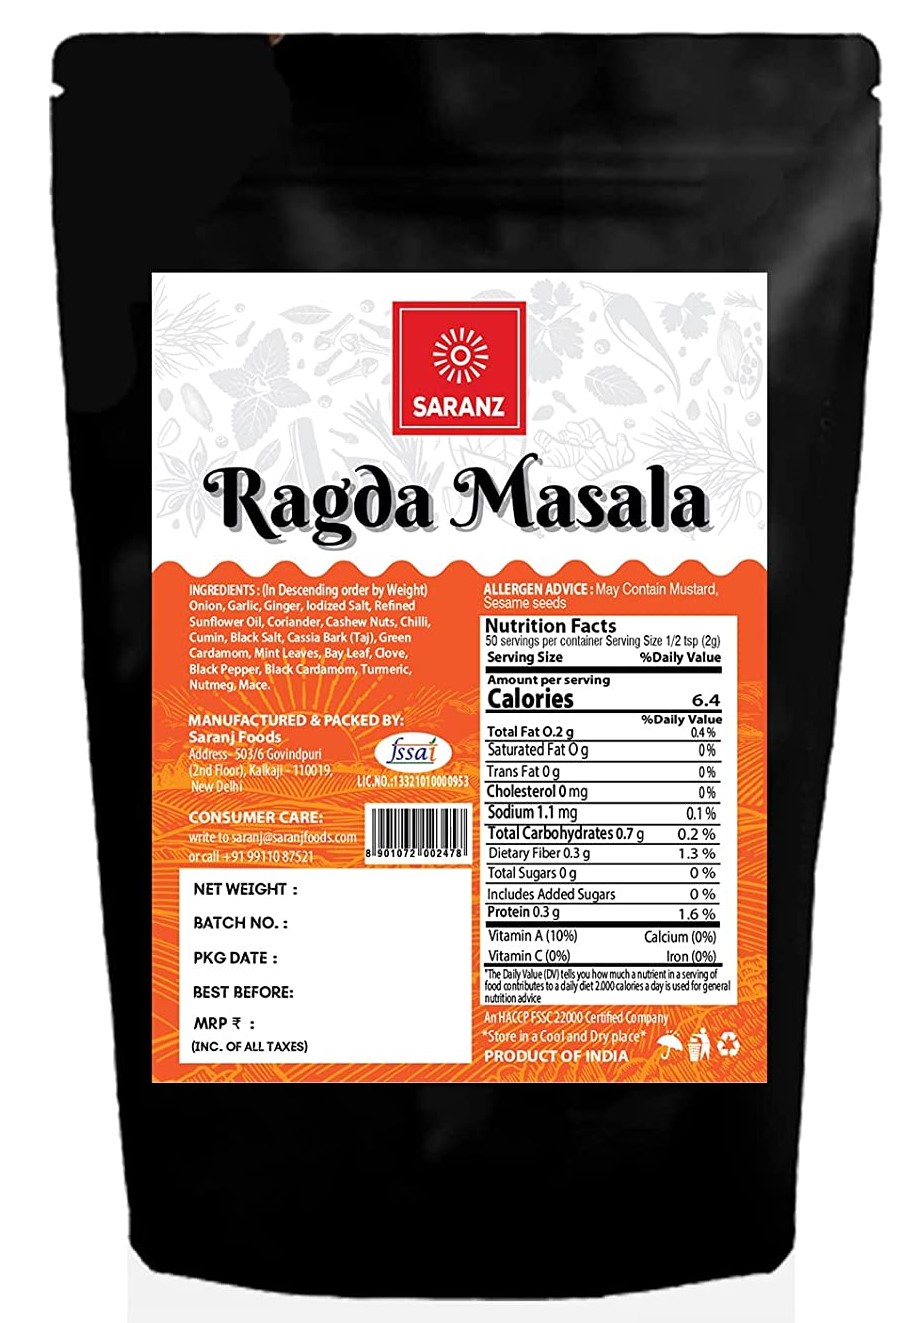 SARANZ
Ragda Masala
INGREDIENTS : (In Descending order by Weight)
Onion, Garlic, Ginger, Iodized Salt, Refined
Sunflower Oil, Coriander, Cashew Nuts, Chilli,
Cumin, Black Salt, Cassia Bark (Taj), Green
Cardamom, Mint Leaves, Bay Leaf, Clove,
Black Pepper, Black Cardamom, Turmeric,
Nutmeg, Mace.
MANUFACTURED & PACKED BY:
Saranj Foods
Address- 503/6 Govindpuri
(2nd Floor), Kalkaji - 110019,
New Delhi
fssai
LIC.NO.:13321010000953
CONSUMER CARE:
write to saranj@saranjfoods.com
or call +91 99110 87521
8 901072 002478
NET WEIGHT :
BATCH NO. :
PKG DATE :
BEST BEFORE:
MRP ₹ :
(INC. OF ALL TAXES)
ALLERGEN ADVICE : May Contain Mustard,
Sesame seeds
Nutrition Facts
50 servings per container Serving Size 1/2 tsp (2g)
Serving Size %Daily Value
Amount per serving
Calories 6.4
%Daily Value
Total Fat 0.2 g 0.4 %
Saturated Fat 0 g 0 %
Trans Fat 0 g 0 %
Cholesterol 0 mg 0 %
Sodium 1.1 mg 0.1 %
Total Carbohydrates 0.7 g 0.2 %
Dietary Fiber 0.3 g 1.3 %
Total Sugars 0 g 0 %
Includes Added Sugars 0 %
Protein 0.3 g 1.6 %
Vitamin A (10%) Calcium (0%)
Vitamin C (0%) Iron (0%)
*The Daily Value (DV) tells you how much a nutrient in a serving of
food contributes to a daily diet 2.000 calories a day is used for general
nutrition advice
An HACCP FSSC 22000 Certified Company
*Store in a Cool and Dry place*
PRODUCT OF INDIA